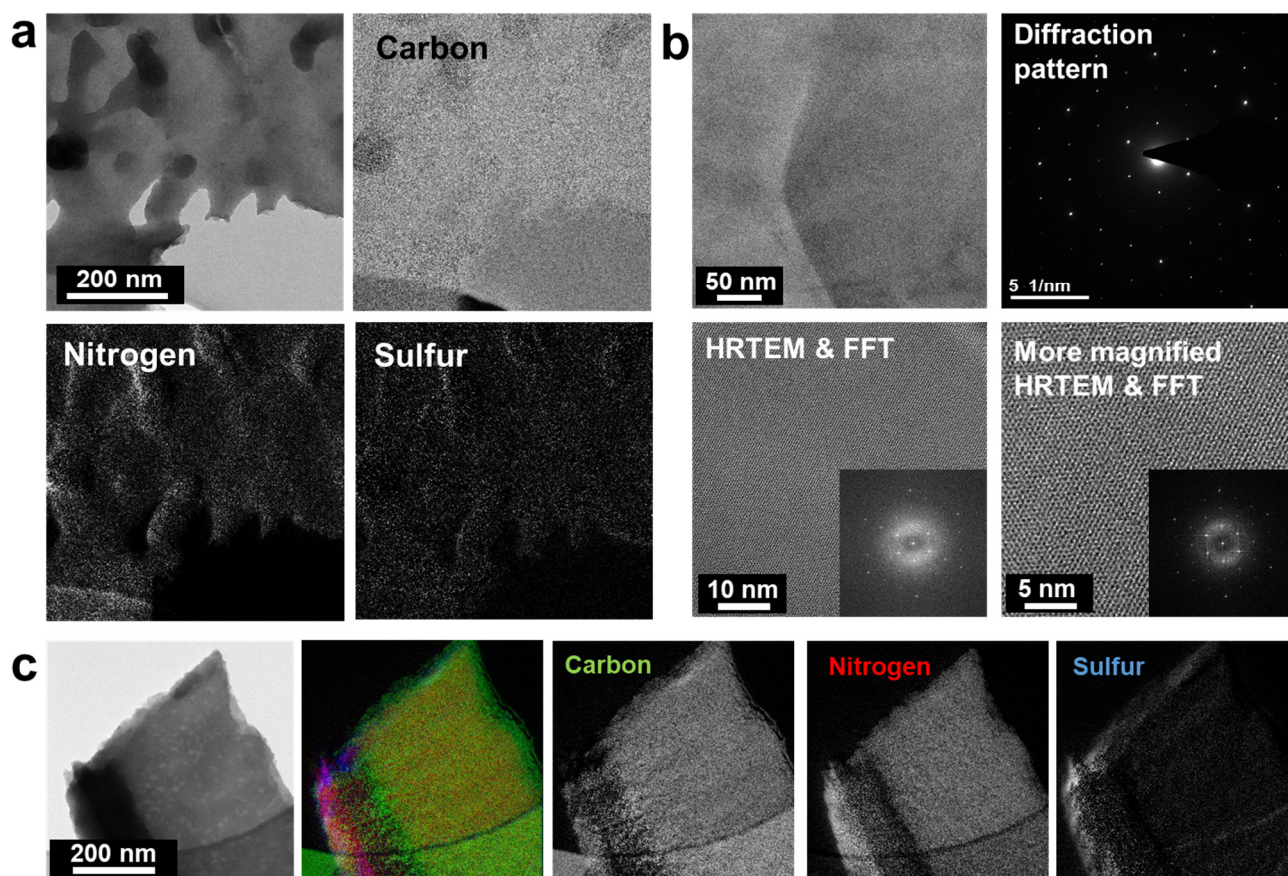 a
Carbon
200 nm
Nitrogen
Sulfur
b
Diffraction
pattern
50 nm
5 1/nm
HRTEM & FFT
10 nm
More magnified
HRTEM & FFT
5 nm
c
200 nm
Carbon
Nitrogen
Sulfur